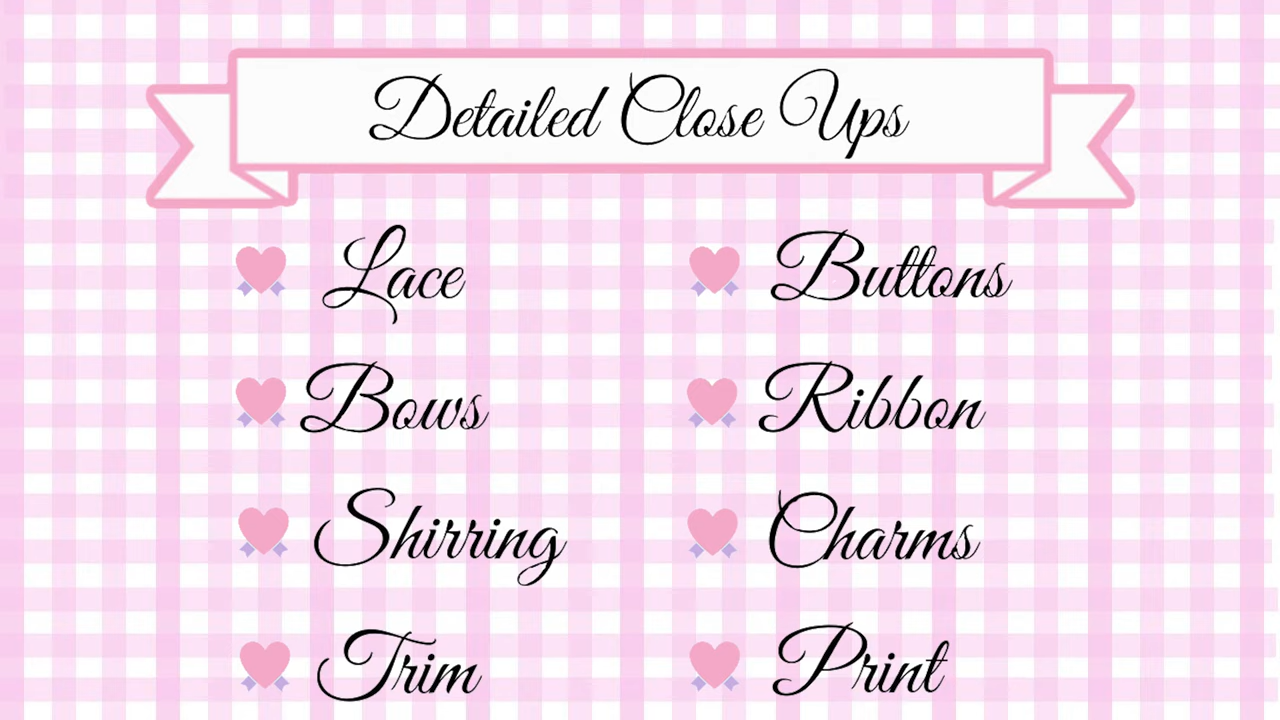 Detailed Close Ups
Lace
Bows
Shirring
Trim
Buttons
Ribbon
Charms
Print